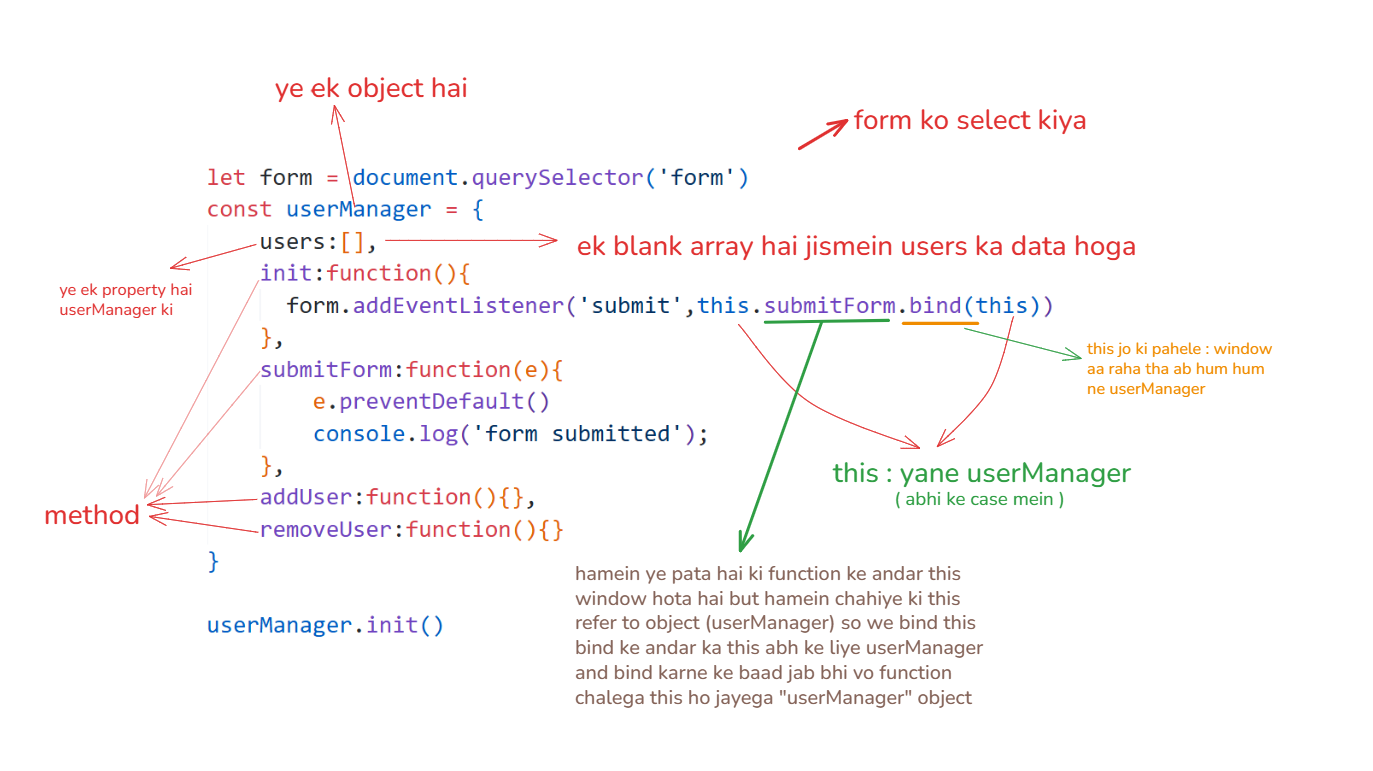 ye ek object hai
form ko select kiya
let form = document.querySelector('form')
const userManager = {
users:[],
ek blank array hai jismein users ka data hoga
ye ek property hai
userManager ki
init:function(){
form.addEventListener('submit',this.submitForm.bind(this))
},
this jo ki pahele : window
aa raha tha ab hum hum
ne userManager
submitForm:function(e){
e.preventDefault()
console.log('form submitted');
},
this : yane userManager
( abhi ke case mein )
addUser:function(){},
method
removeUser:function(){}
}
hamein ye pata hai ki function ke andar this
window hota hai but hamein chahiye ki this
refer to object (userManager) so we bind this
bind ke andar ka this abh ke liye userManager
and bind karne ke baad jab bhi vo function
chalega this ho jayega "userManager" object
userManager.init()